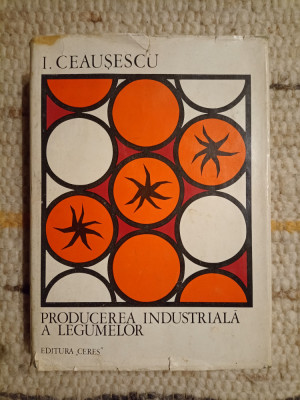 I. CEAUŞESCU
PRODUCEREA INDUSTRIALĂ
A LEGUMELOR
EDITURA „CERES”